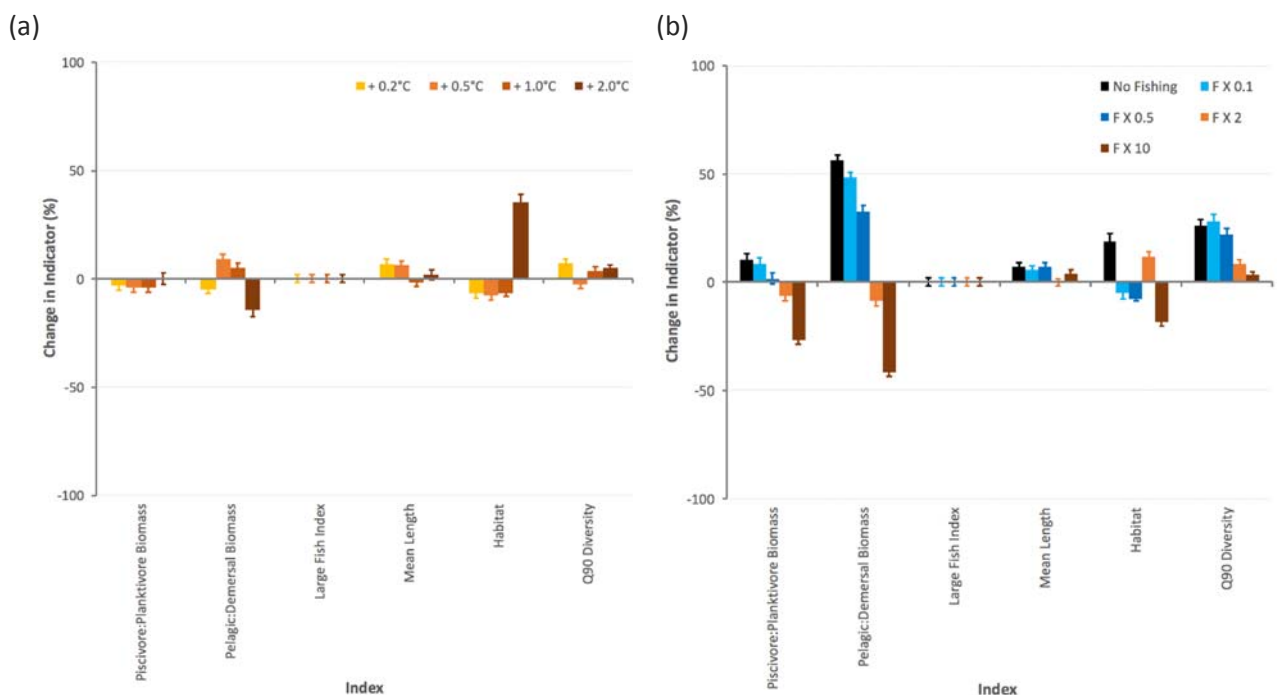 (a)
100
50
0
-50
-100
Change in Indicator (%)
+ 0.2°C + 0.5°C + 1.0°C + 2.0°C
Piscivore:Planktivore Biomass
Pelagic:Demersal Biomass
Large Fish Index
Mean Length
Habitat
Q90 Diversity
Index
(b)
100
50
0
-50
-100
Change in Indicator (%)
No Fishing F X 0.1
F X 0.5 F X 2
F X 10
Piscivore:Planktivore Biomass
Pelagic:Demersal Biomass
Large Fish Index
Mean Length
Habitat
Q90 Diversity
Index